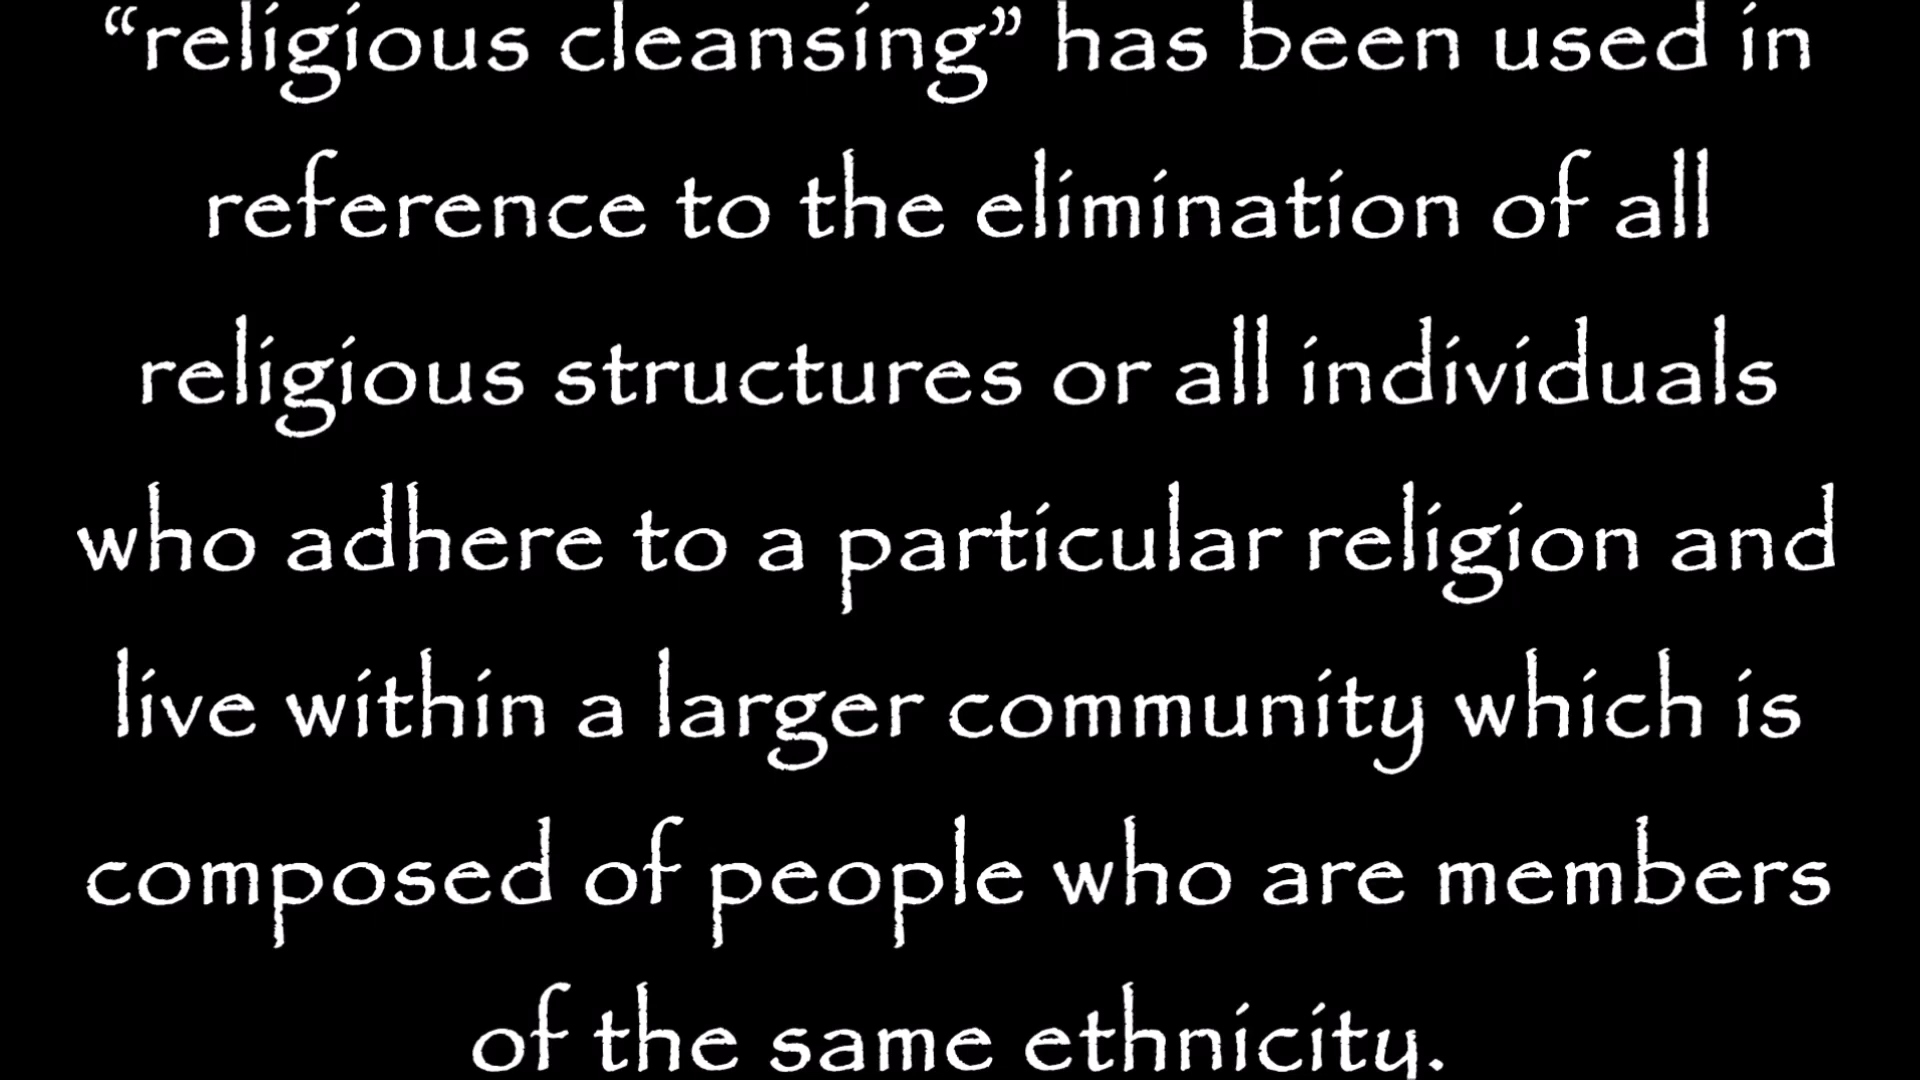 “religious cleansing” has been used in
reference to the elimination of all
religious structures or all individuals
who adhere to a particular religion and
live within a larger community which is
composed of people who are members
of the same ethnicity.